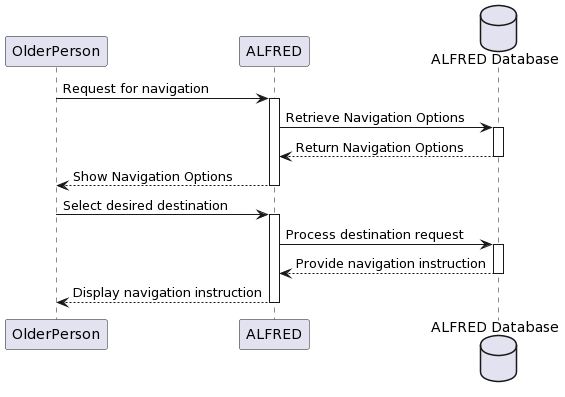 OlderPerson
ALFRED
ALFRED Database
Request for navigation
Retrieve Navigation Options
Return Navigation Options
Show Navigation Options
Select desired destination
Process destination request
Provide navigation instruction
Display navigation instruction
OlderPerson
ALFRED
ALFRED Database